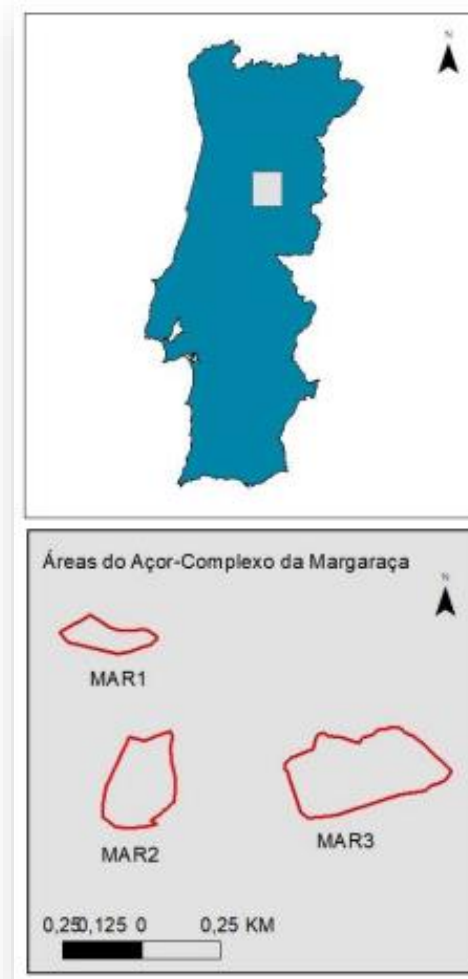 N
Áreas do Açor-Complexo da Margaraça
N
MAR1
MAR2
MAR3
0,250,125 0 0,25 KM